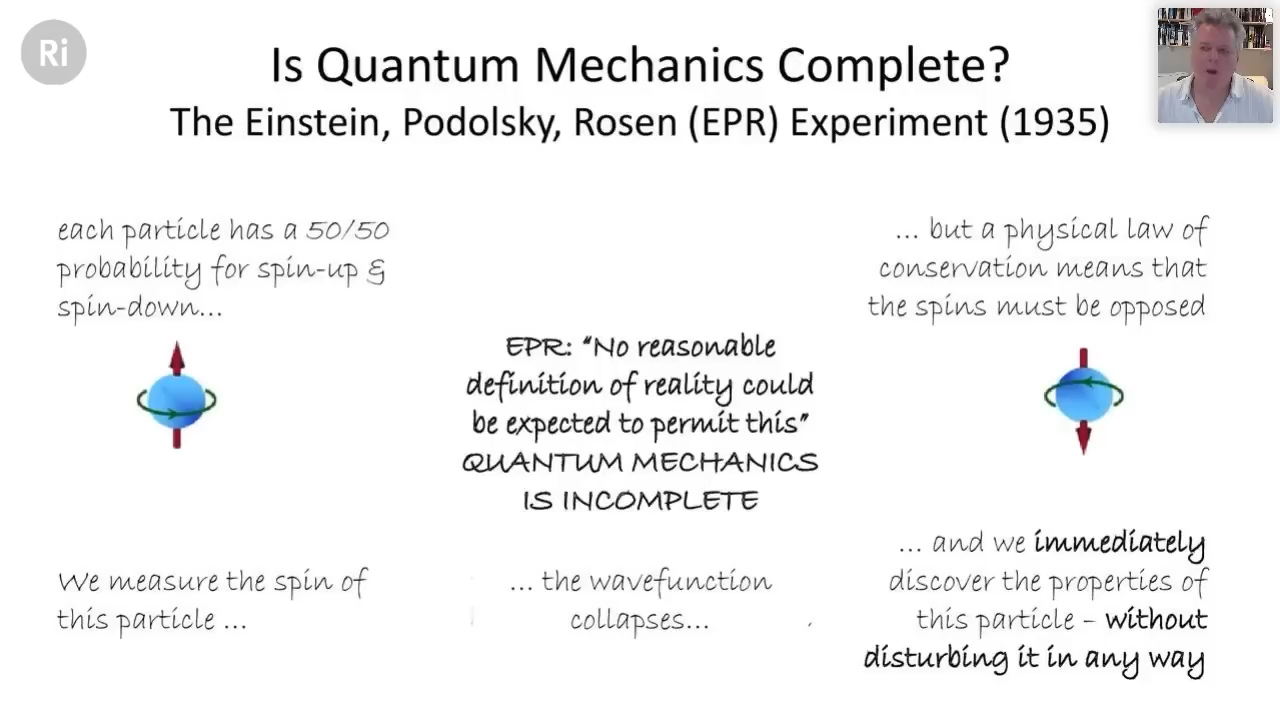 Ri
Is Quantum Mechanics Complete?
The Einstein, Podolsky, Rosen (EPR) Experiment (1935)
each particle has a 50/50
probability for spin-up &
spin-down...
... but a physical law of
conservation means that
the spins must be opposed
EPR: “No reasonable
definition of reality could
be expected to permit this”
QUANTUM MECHANICS
IS INCOMPLETE
We measure the spin of
this particle ...
... the wavefunction
collapses...
... and we immediately
discover the properties of
this particle – without
disturbing it in any way